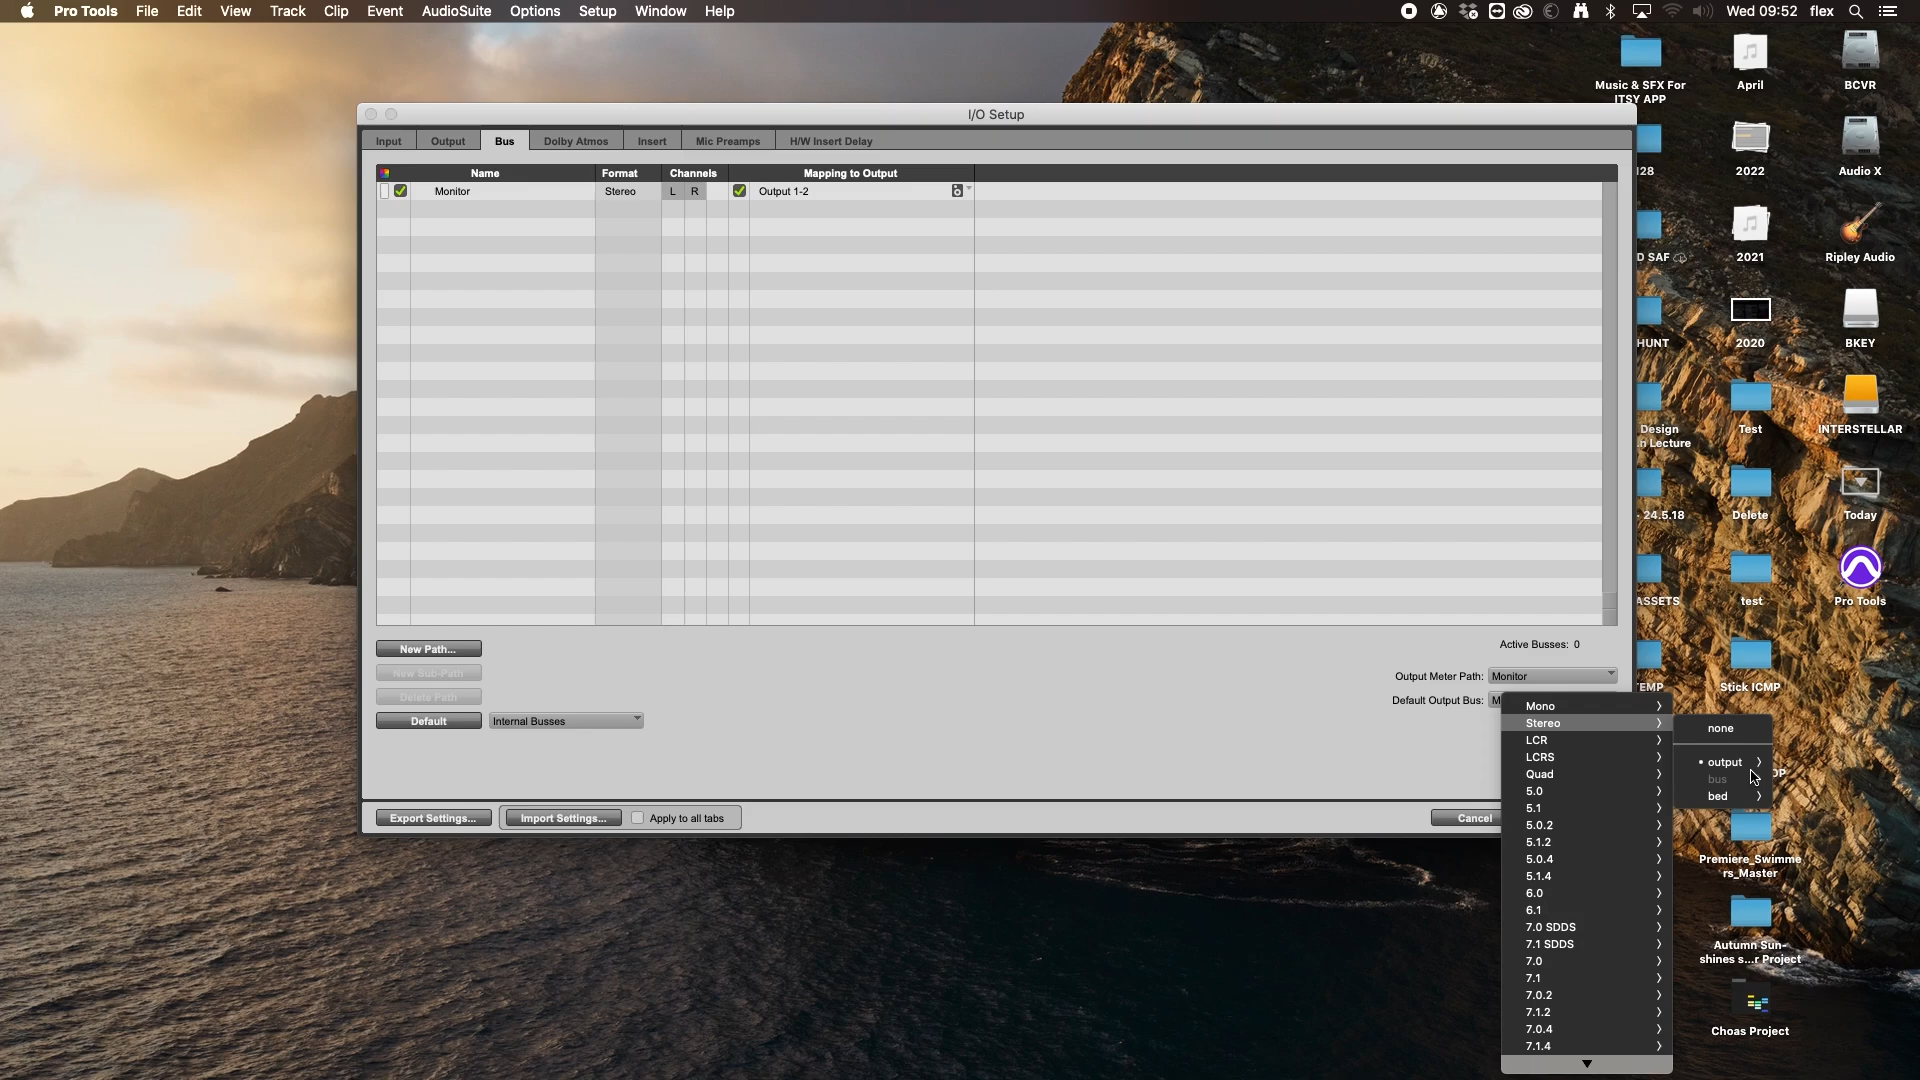 Pro Tools File Edit View Track Clip Event AudioSuite Options Setup Window Help Wed 09:52 flex
Music & SFX For
ITSY APP
April
BCVR
I/O Setup
Input Output Bus Dolby Atmos Insert Mic Preamps H/W Insert Delay
Name Format Channels Mapping to Output
Monitor Stereo L R Output 1-2
128
2022
Audio X
D SAF
2021
Ripley Audio
HUNT
2020
BKEY
Design
n Lecture
Test
INTERSTELLAR
- 24.5.18
Delete
Today
ASSETS
test
Pro Tools
TEMP
Stick ICMP
New Path...
New Sub-Path
Delete Path
Default Internal Busses
Active Busses: 0
Output Meter Path: Monitor
Default Output Bus: M
Mono
Stereo
LCR
LCRS
Quad
5.0
5.1
5.0.2
5.1.2
5.0.4
5.1.4
6.0
6.1
7.0 SDDS
7.1 SDDS
7.0
7.1
7.0.2
7.1.2
7.0.4
7.1.4
none
• output
bus
bed
OP
Export Settings... Import Settings... Apply to all tabs Cancel
Premiere_Swimme
rs_Master
Autumn Sun-
shines s...r Project
Choas Project